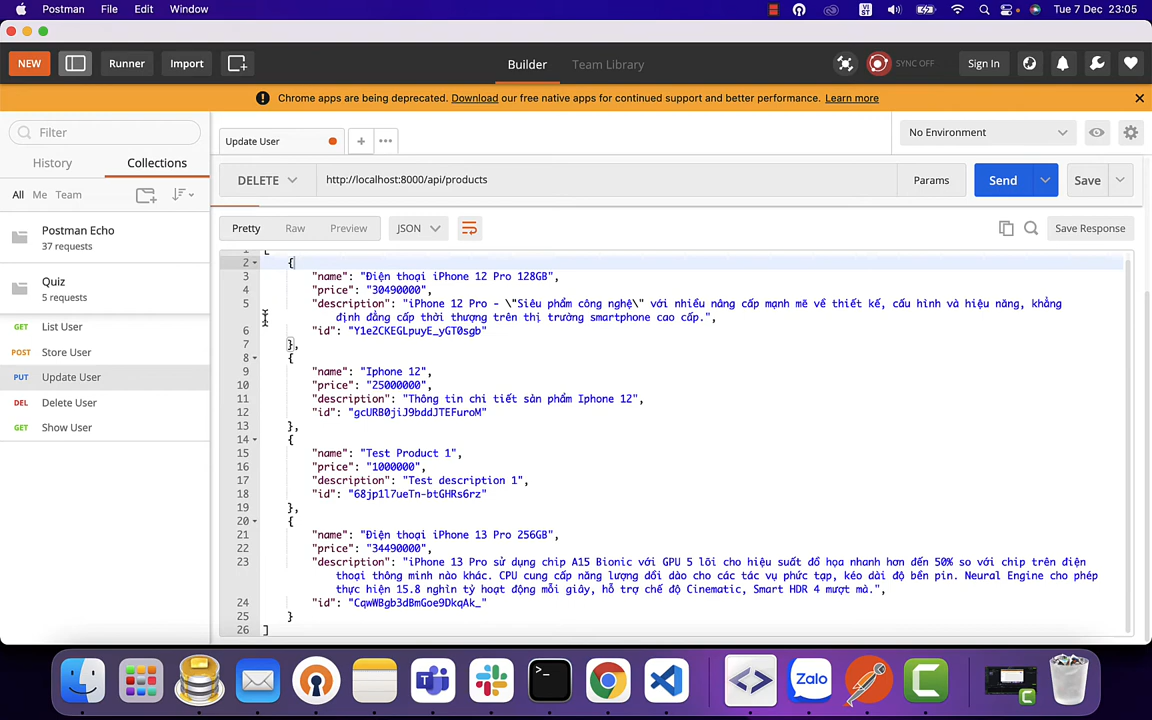 Postman File Edit Window
VI
ST
Tue 7 Dec 23:05
NEW Runner Import Builder Team Library SYNC OFF Sign In
Chrome apps are being deprecated. Download our free native apps for continued support and better performance. Learn more
Filter
History Collections
All Me Team
Postman Echo
37 requests
Quiz
5 requests
GET List User
POST Store User
PUT Update User
DEL Delete User
GET Show User
Update User
No Environment
DELETE http://localhost:8000/api/products Params Send Save
Pretty Raw Preview JSON Save Response
1 [
2 {
3 "name": "Điện thoại iPhone 12 Pro 128GB",
4 "price": "30490000",
5 "description": "iPhone 12 Pro - \"Siêu phẩm công nghệ\" với nhiều nâng cấp mạnh mẽ về thiết kế, cấu hình và hiệu năng, khẳng
định đẳng cấp thời thượng trên thị trường smartphone cao cấp.",
6 "id": "Y1e2CKEGLpuyE_yGT0sgb"
7 },
8 {
9 "name": "Iphone 12",
10 "price": "25000000",
11 "description": "Thông tin chi tiết sản phẩm Iphone 12",
12 "id": "gcURB0jiJ9bddJTEFuroM"
13 },
14 {
15 "name": "Test Product 1",
16 "price": "1000000",
17 "description": "Test description 1",
18 "id": "68jp1l7ueTn-btGHRs6rz"
19 },
20 {
21 "name": "Điện thoại iPhone 13 Pro 256GB",
22 "price": "34490000",
23 "description": "iPhone 13 Pro sử dụng chip A15 Bionic với GPU 5 lõi cho hiệu suất đồ họa nhanh hơn đến 50% so với chip trên điện
thoại thông minh nào khác. CPU cung cấp năng lượng dồi dào cho các tác vụ phức tạp, kéo dài độ bền pin. Neural Engine cho phép
thực hiện 15.8 nghìn tỷ hoạt động mỗi giây, hỗ trợ chế độ Cinematic, Smart HDR 4 mượt mà.",
24 "id": "CqwWBgb3dBmGoe9DkqAk_"
25 }
26 ]
Zalo